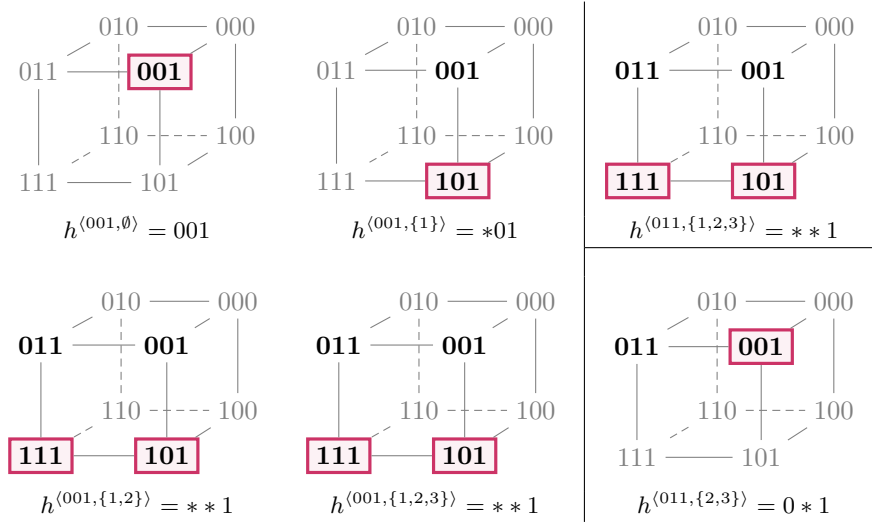 010 000 010 000 010 000
011 001 011 001 011 001
110 100 110 100 110 100
111 101 111 101 111 101
h^{⟨001,∅⟩} = 001 h^{⟨001,{1}⟩} = ∗01 h^{⟨011,{1,2,3}⟩} = ∗ ∗ 1
010 000 010 000 010 000
011 001 011 001 011 001
110 100 110 100 110 100
111 101 111 101 111 101
h^{⟨001,{1,2}⟩} = ∗ ∗ 1 h^{⟨001,{1,2,3}⟩} = ∗ ∗ 1 h^{⟨011,{2,3}⟩} = 0 ∗ 1